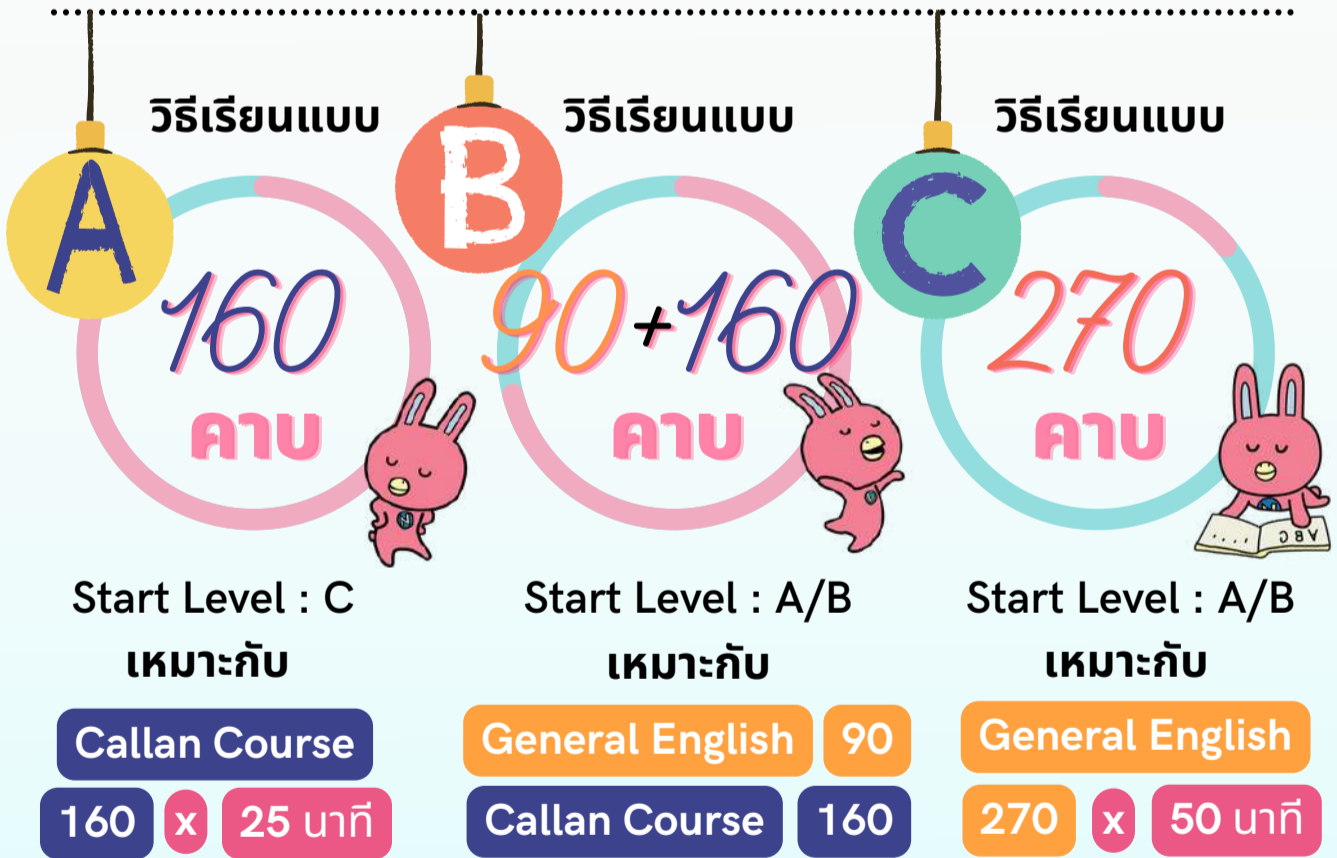 A
วิธีเรียนแบบ
160
คาบ
Start Level : C
เหมาะกับ
Callan Course
160 x 25 นาที
B
วิธีเรียนแบบ
90+160
คาบ
Start Level : A/B
เหมาะกับ
General English 90
Callan Course 160
C
วิธีเรียนแบบ
270
คาบ
ABC ....
Start Level : A/B
เหมาะกับ
General English
270 x 50 นาที